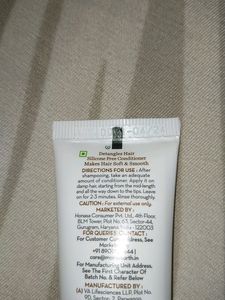 Detangles Hair
Silicone Free Conditioner
Makes Hair Soft & Smooth
DIRECTIONS FOR USE: After
shampooing, take an adequate
amount of conditioner. Apply it on
damp hair, starting from the mid-length
and all the way down to the tips. Leave
on for 2-3 minutes. Rinse thoroughly.
CAUTION: For external use only.
MARKETED BY:
Honasa Consumer Pvt. Ltd., 4th Floor,
BLM Tower, Plot No. 63, Sector-44,
Gurugram, Haryana, India - 122003
FOR QUERIES, CONTACT:
For Customer Care Address, See
+91
For Manufacturing Unit Address,
See The First Character Of
Batch No. & Refer Below
MANUFACTURED BY:
(A) VA Lifesciences LLP, Plot
No.